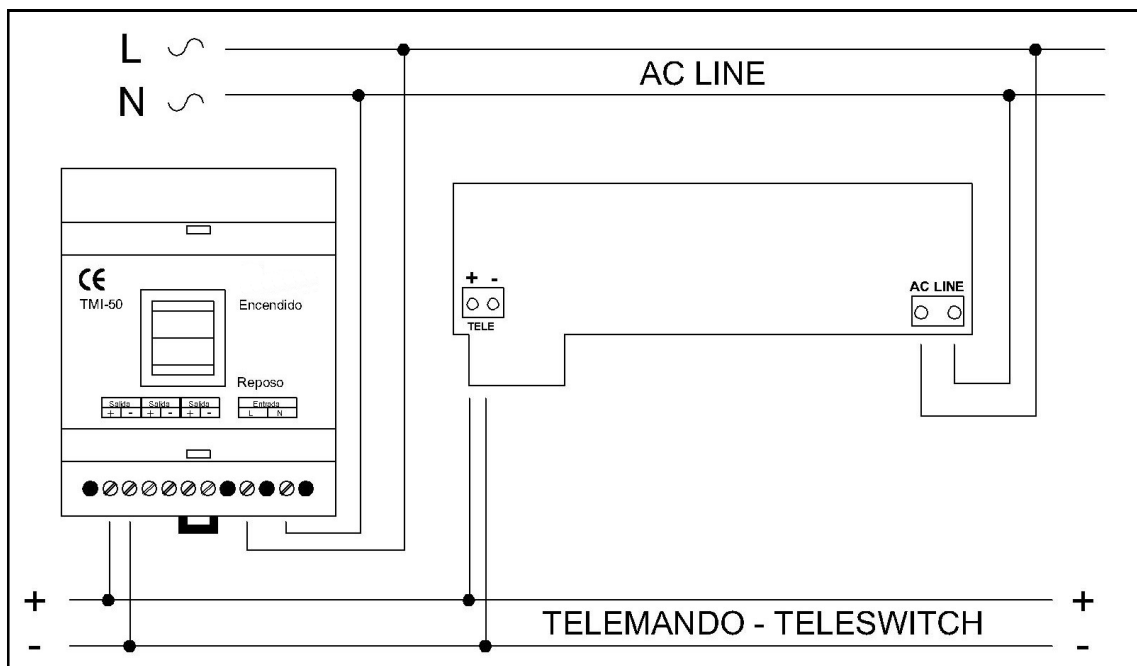 L
AC LINE
N
CE
TMI-50
Encendido
Reposo
Salida Salida Salida
+ - + - + -
Entrada
L N
+ -
TELE
AC LINE
+ +
TELEMANDO - TELESWITCH
- -